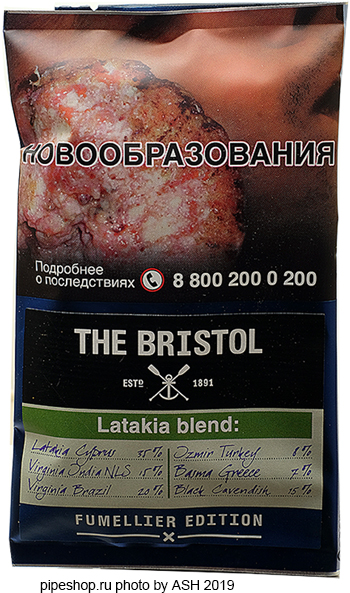 НОВООБРАЗОВАНИЯ
Подробнее
о последствиях 8 800 200 0 200
THE BRISTOL
ESTD 1891
Latakia blend:
Latakia Cyprus 35% Ozmir Turkey 8%
Virginia India NLS 15% Basma Greece 7%
Virginia Brazil 20% Black Cavendish 15%
FUMELLIER EDITION
pipeshop.ru photo by ASH 2019